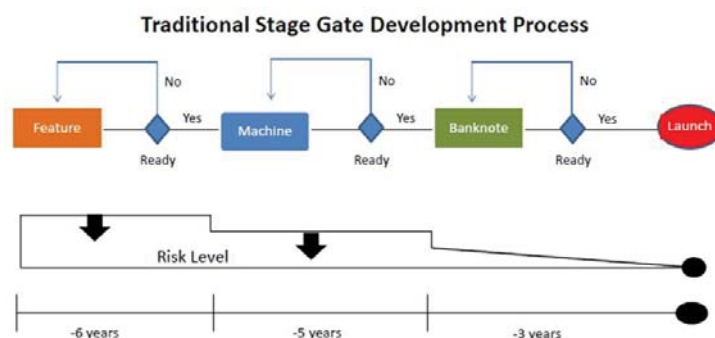 Traditional Stage Gate Development Process
No
No
No
Feature
Yes
Machine
Yes
Banknote
Yes
Launch
Ready
Ready
Ready
Risk Level
-6 years
-5 years
-3 years